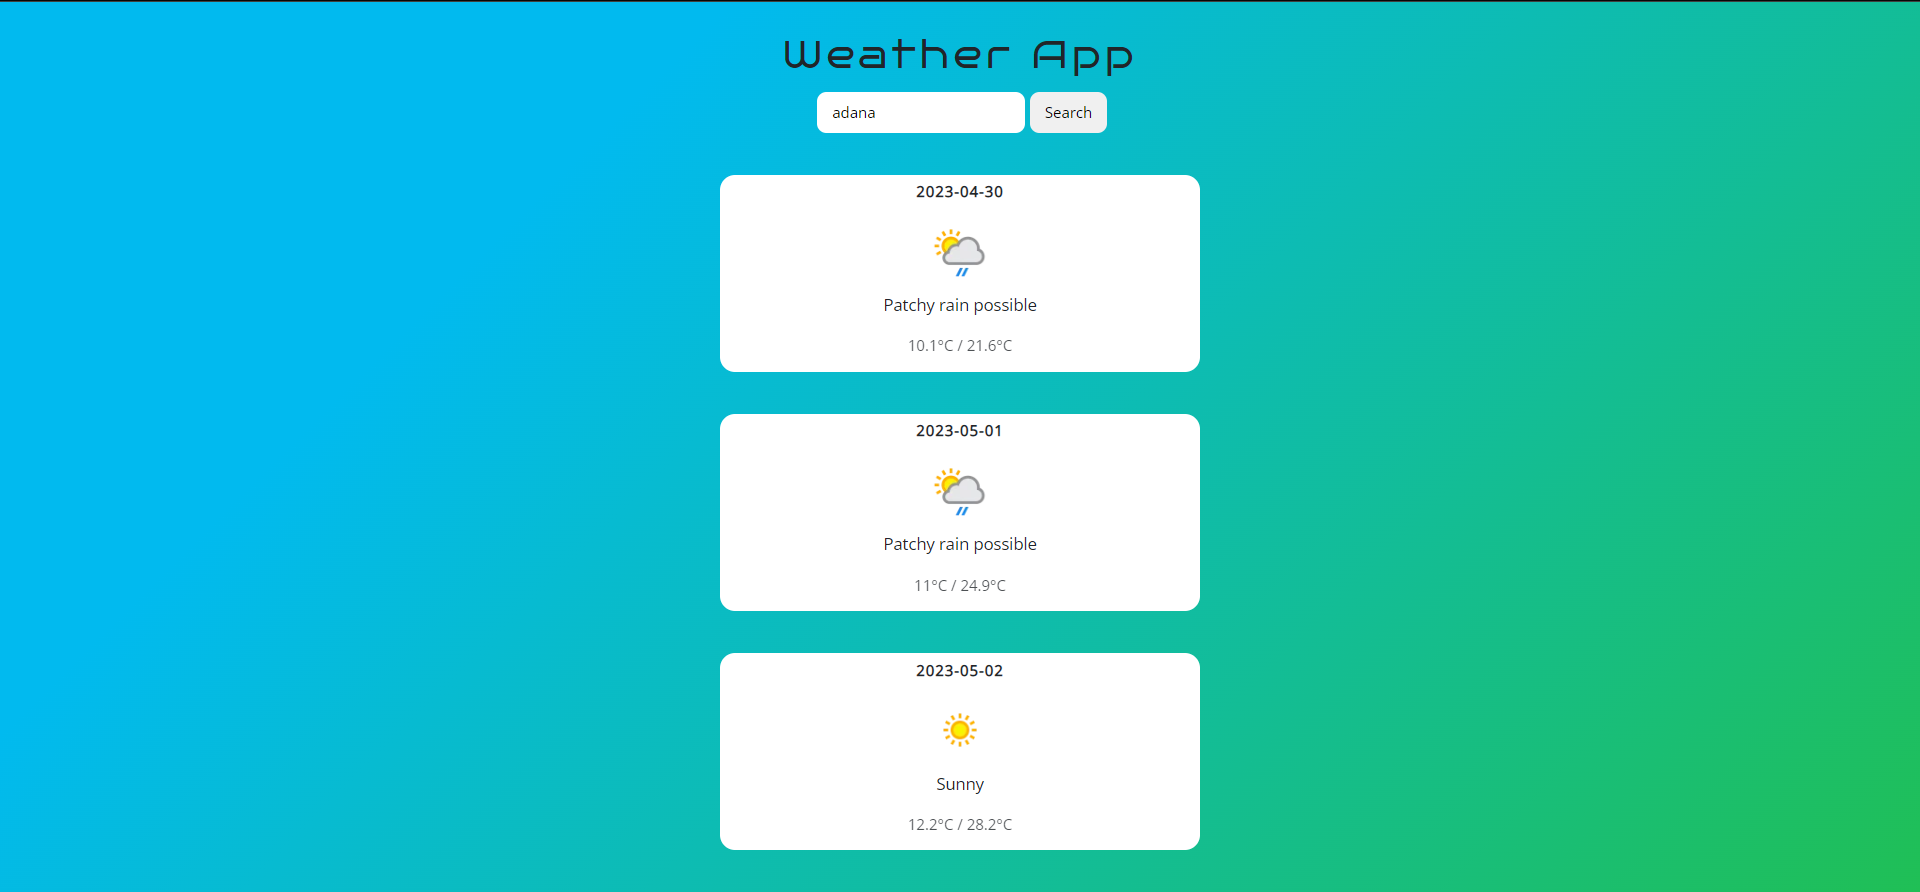 Weather App
adana
Search
2023-04-30
Patchy rain possible
10.1°C / 21.6°C
2023-05-01
Patchy rain possible
11°C / 24.9°C
2023-05-02
Sunny
12.2°C / 28.2°C